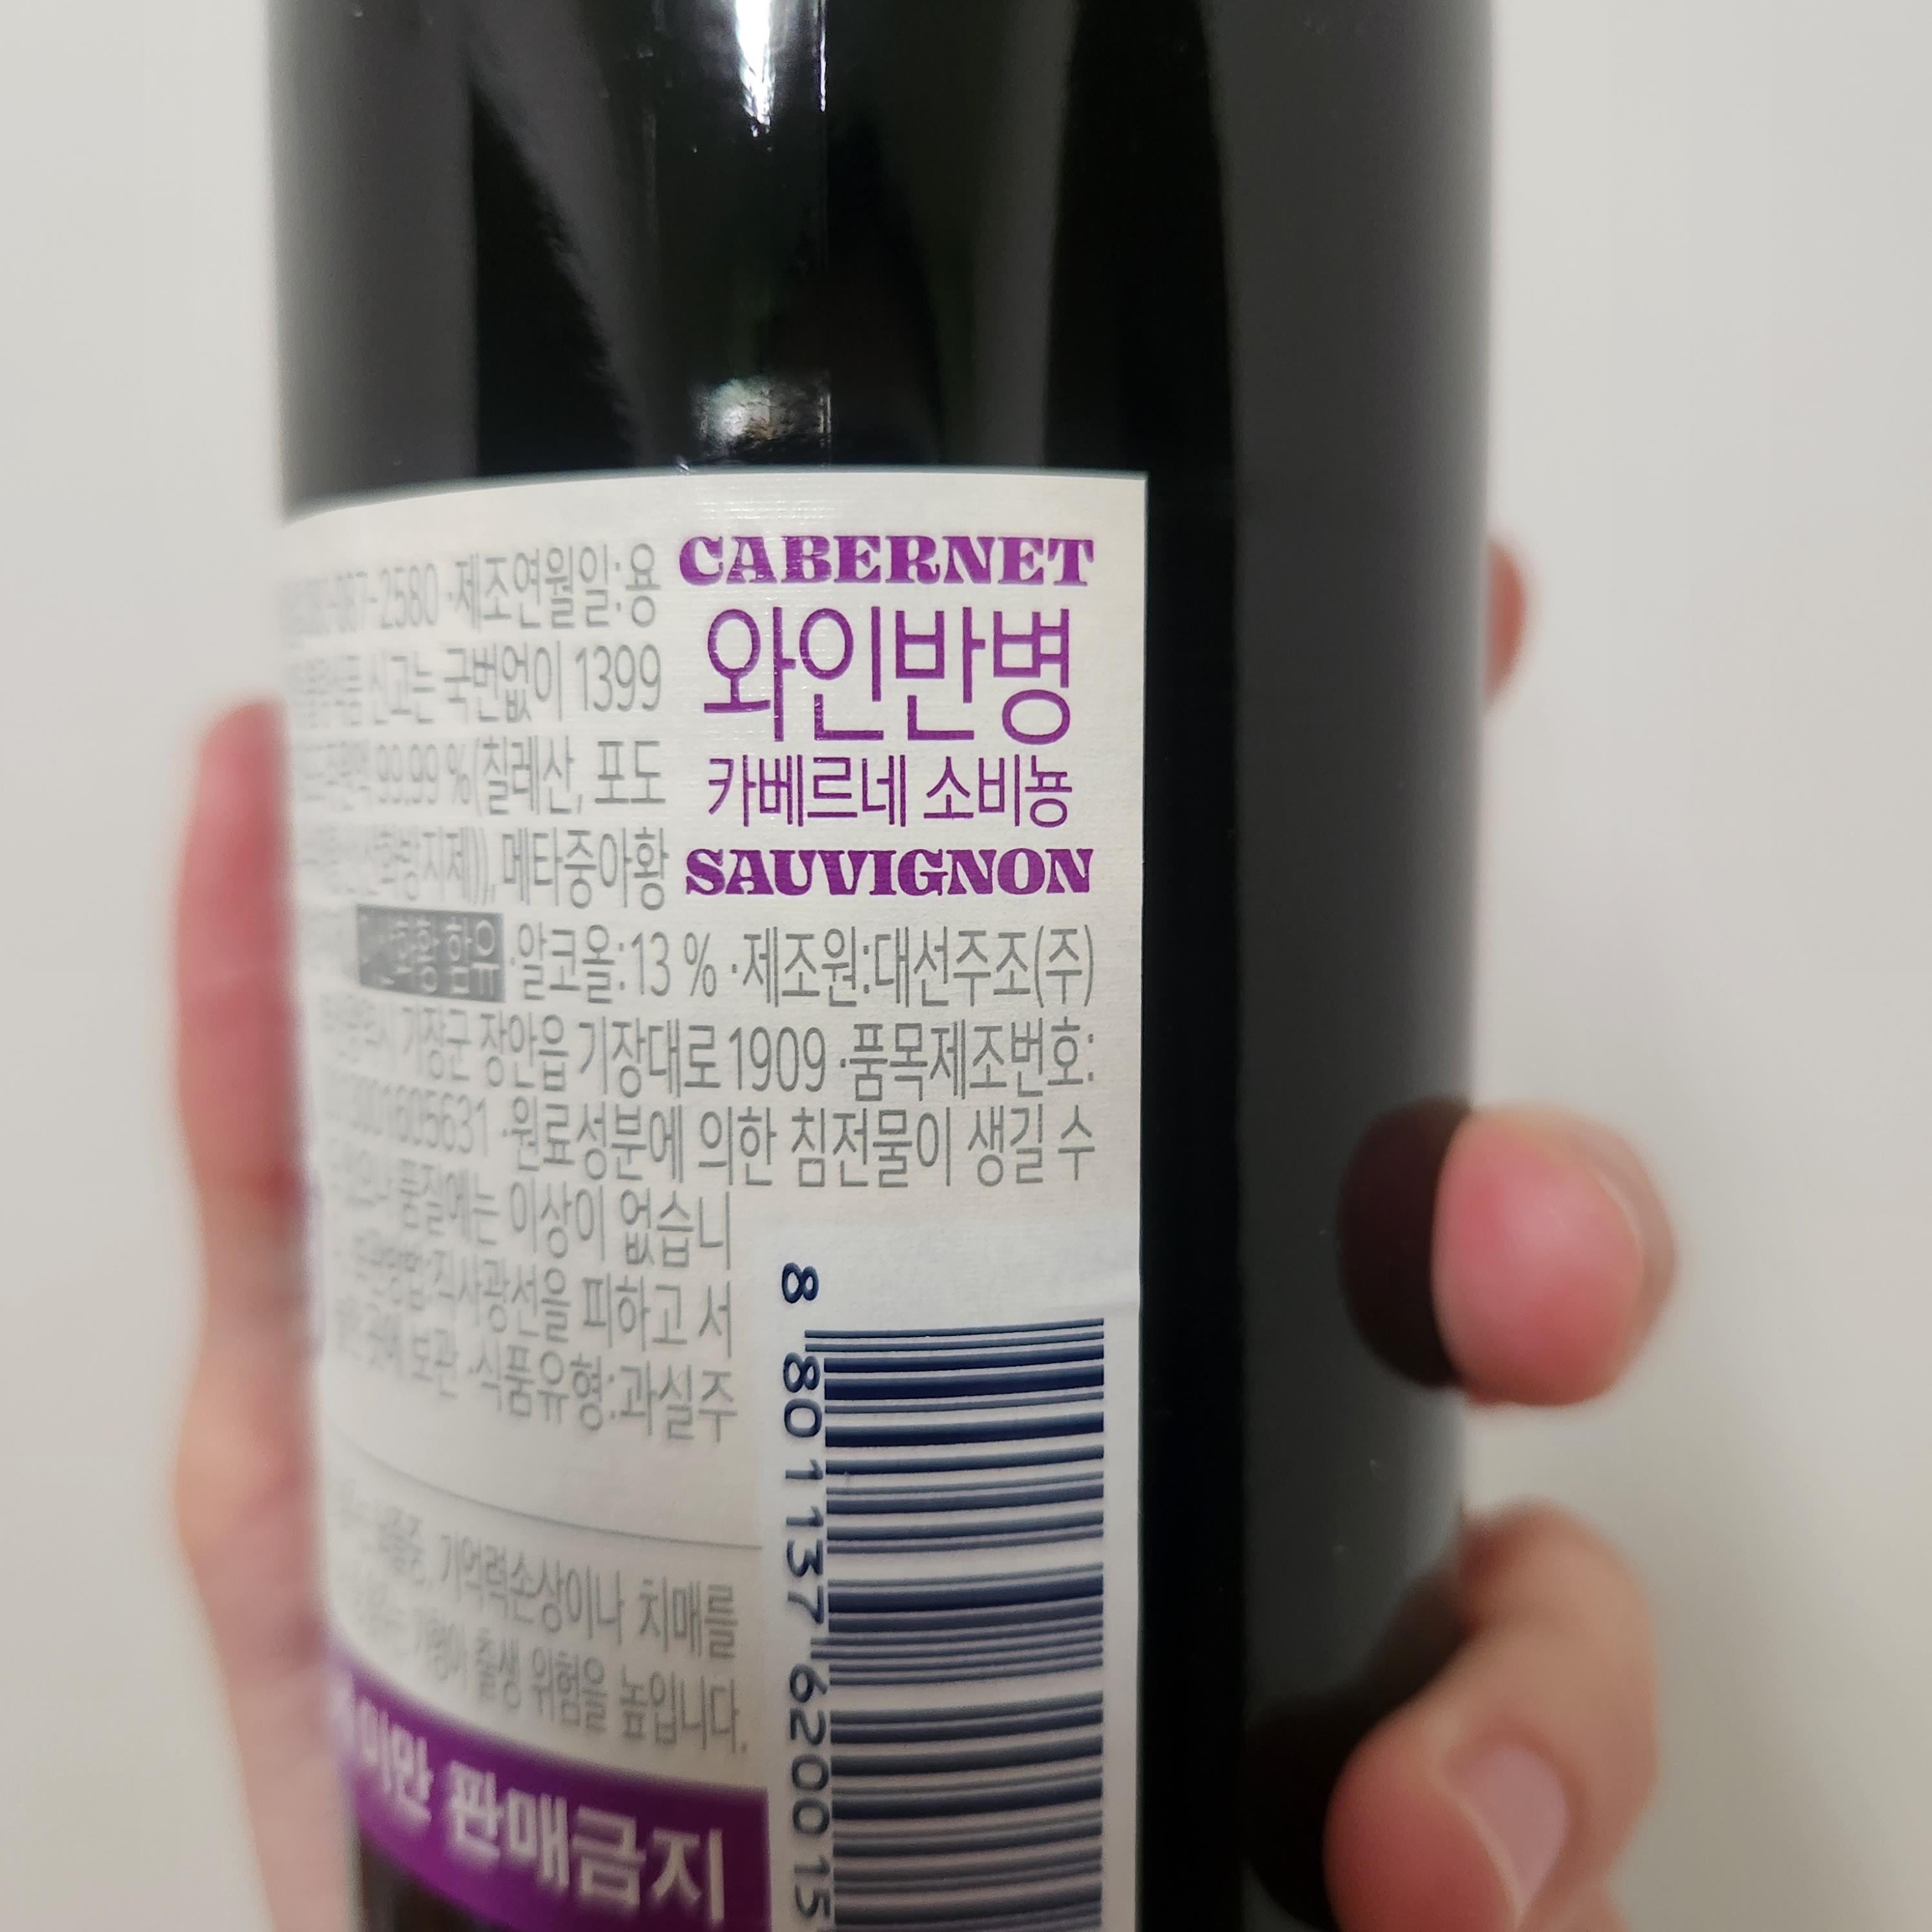 CABERNET
와인반병
카베르네 소비뇽
SAUVIGNON
-2580 ·제조연월일:용
신고는 국번없이 1399
99.99 %(칠레산, 포도
메타중아황
함유 ·알코올:13 % ·제조원:대선주조(주)
기장군 장안읍 기장대로 1909 ·품목제조번호:
·원료성분에 의한 침전물이 생길 수
품질에는 이상이 없습니
직사광선을 피하고 서
보관 ·식품유형:과실주
기억력손상이나 치매를
기형아 출생 위험을 높입니다.
미만 판매금지
8 801137 620015